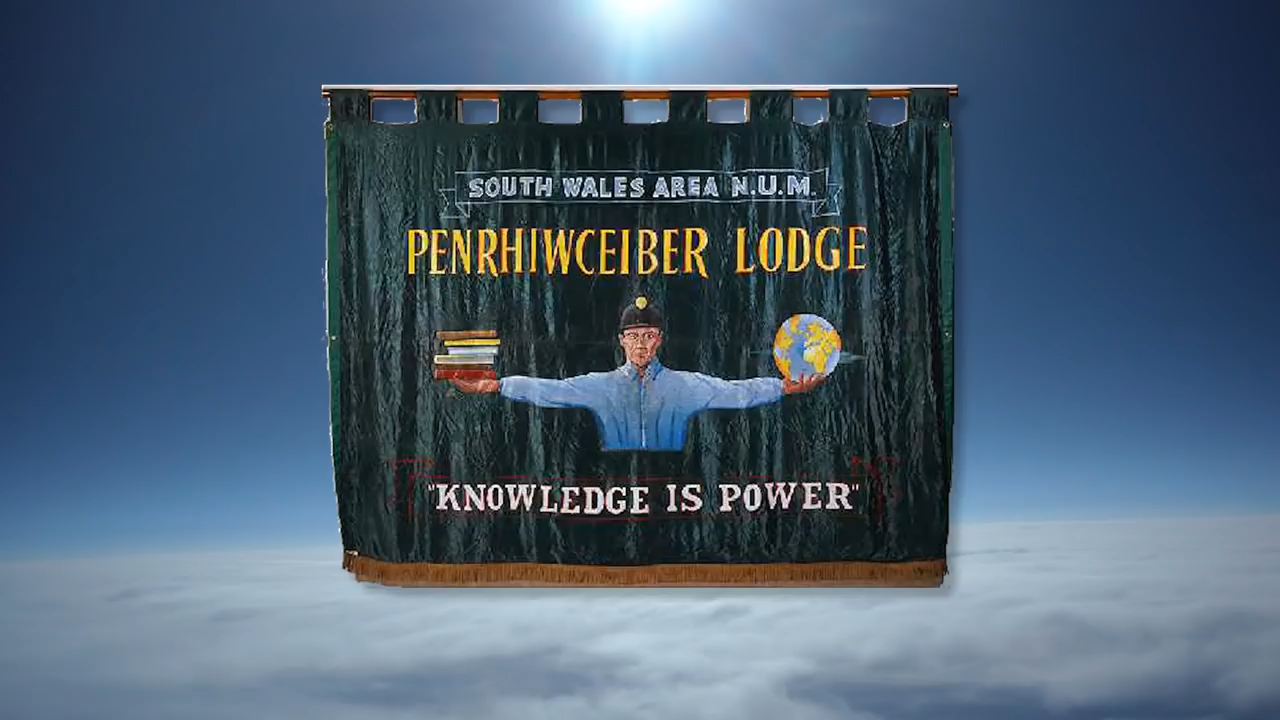 SOUTH WALES AREA N.U.M.
PENRHIWCEIBER LODGE
"KNOWLEDGE IS POWER"